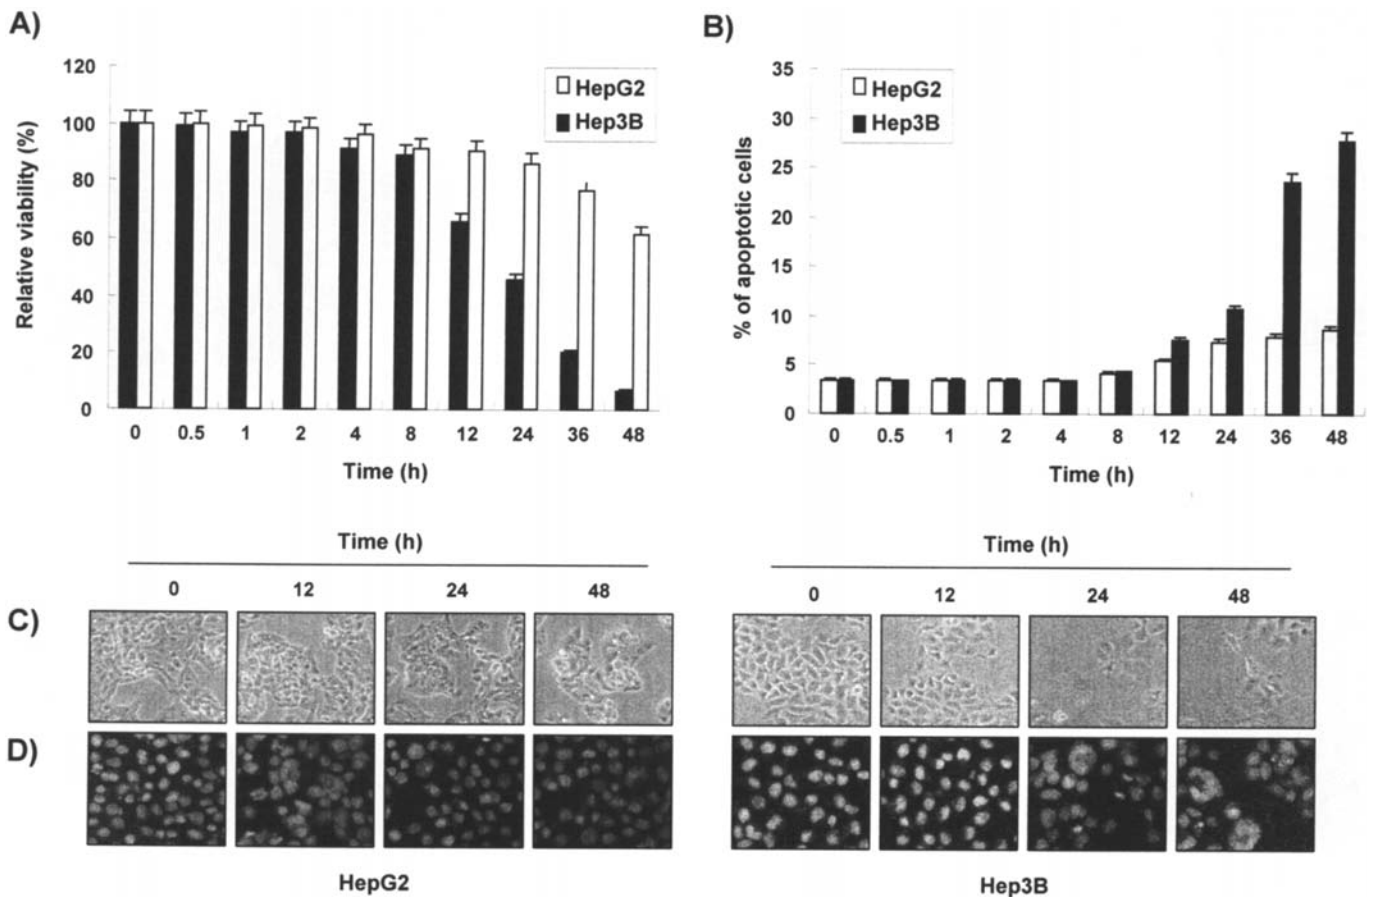 A)
120
100
80
60
40
20
0
Relative viability (%)
HepG2
Hep3B
0 0.5 1 2 4 8 12 24 36 48
Time (h)
B)
35
30
25
20
15
10
5
0
% of apoptotic cells
HepG2
Hep3B
0 0.5 1 2 4 8 12 24 36 48
Time (h)
Time (h)
0 12 24 48
Time (h)
0 12 24 48
C)
D)
HepG2
Hep3B